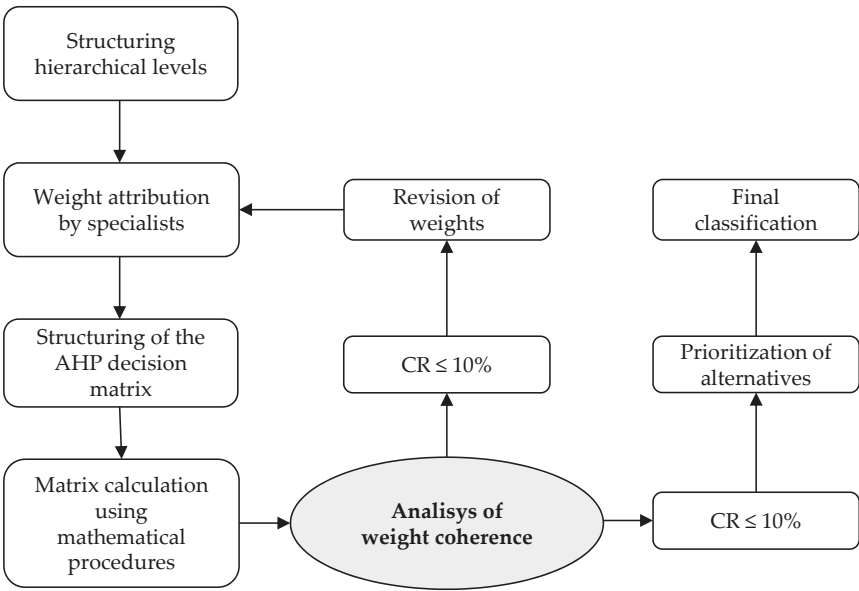 Structuring
hierarchical levels
Weight attribution
by specialists
Structuring of the
AHP decision
matrix
Matrix calculation
using
mathematical
procedures
Analisys of
weight coherence
CR ≤ 10%
Revision of
weights
CR ≤ 10%
Prioritization of
alternatives
Final
classification